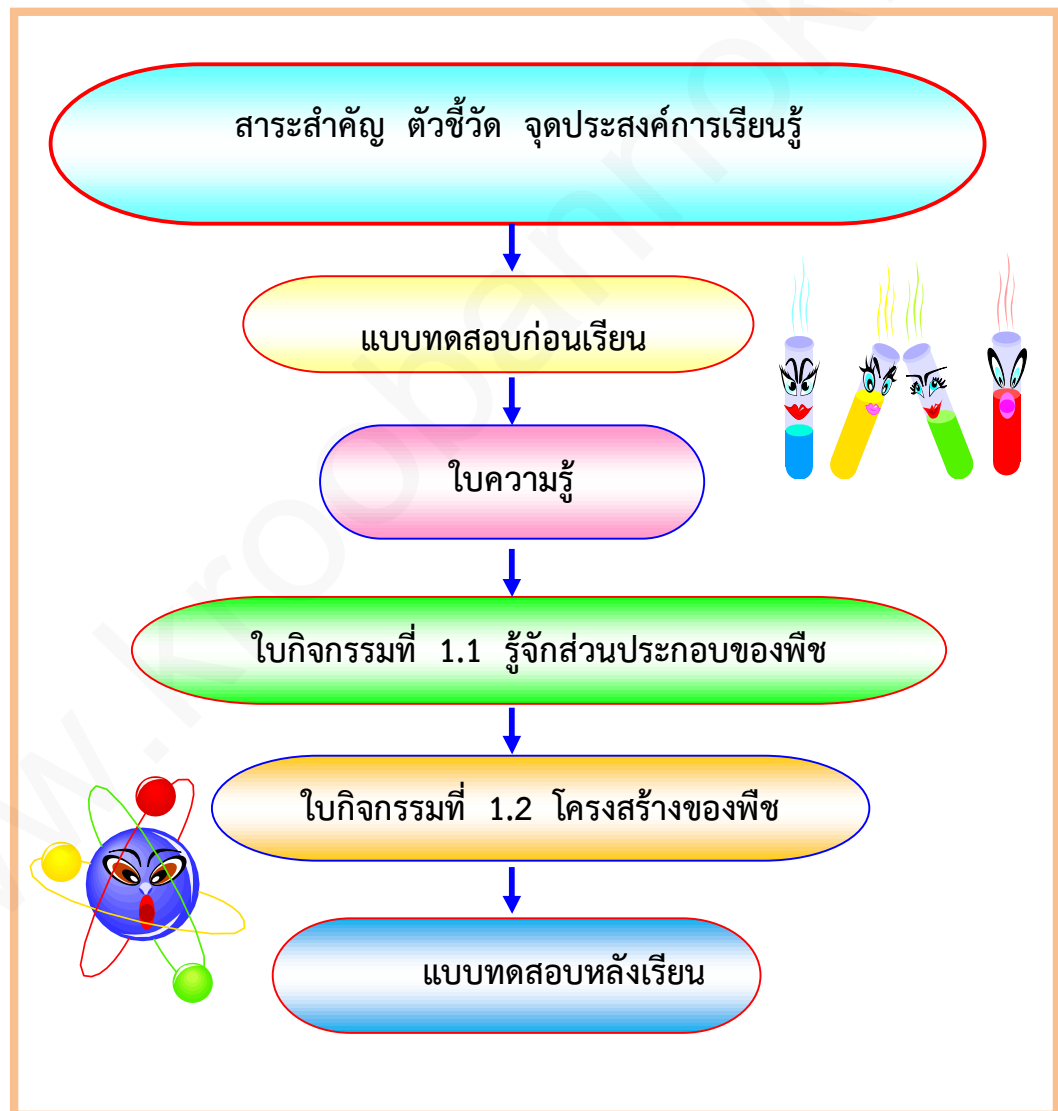 สาระสำคัญ ตัวชี้วัด จุดประสงค์การเรียนรู้
แบบทดสอบก่อนเรียน
ใบความรู้
ใบกิจกรรมที่ 1.1 รู้จักส่วนประกอบของพืช
ใบกิจกรรมที่ 1.2 โครงสร้างของพืช
แบบทดสอบหลังเรียน